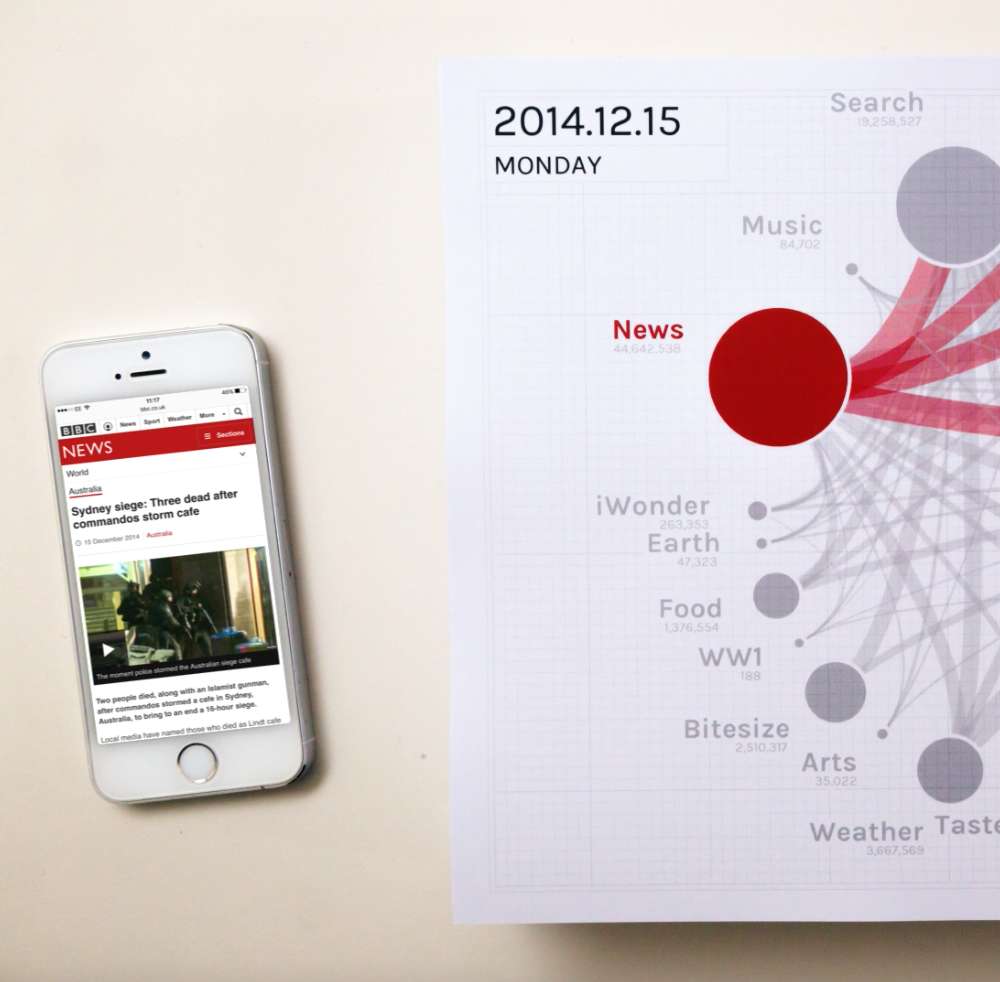 11:17
45%
bbc.co.uk
BBC News Sport Weather More
NEWS
Sections
World
Australia
Sydney siege: Three dead after
commandos storm cafe
15 December 2014 Australia
The moment police stormed the Australian siege cafe
Two people died, along with an Islamist gunman,
after commandos stormed a cafe in Sydney,
Australia, to bring to an end a 16-hour siege.
Local media have named those who died as Lindt cafe
2014.12.15
MONDAY
Search
19,258,527
Music
84,702
News
44,642,538
iWonder
263,353
Earth
47,323
Food
1,376,554
WW1
188
Bitesize
2,510,317
Arts
35,022
Weather
3,667,569
Taste